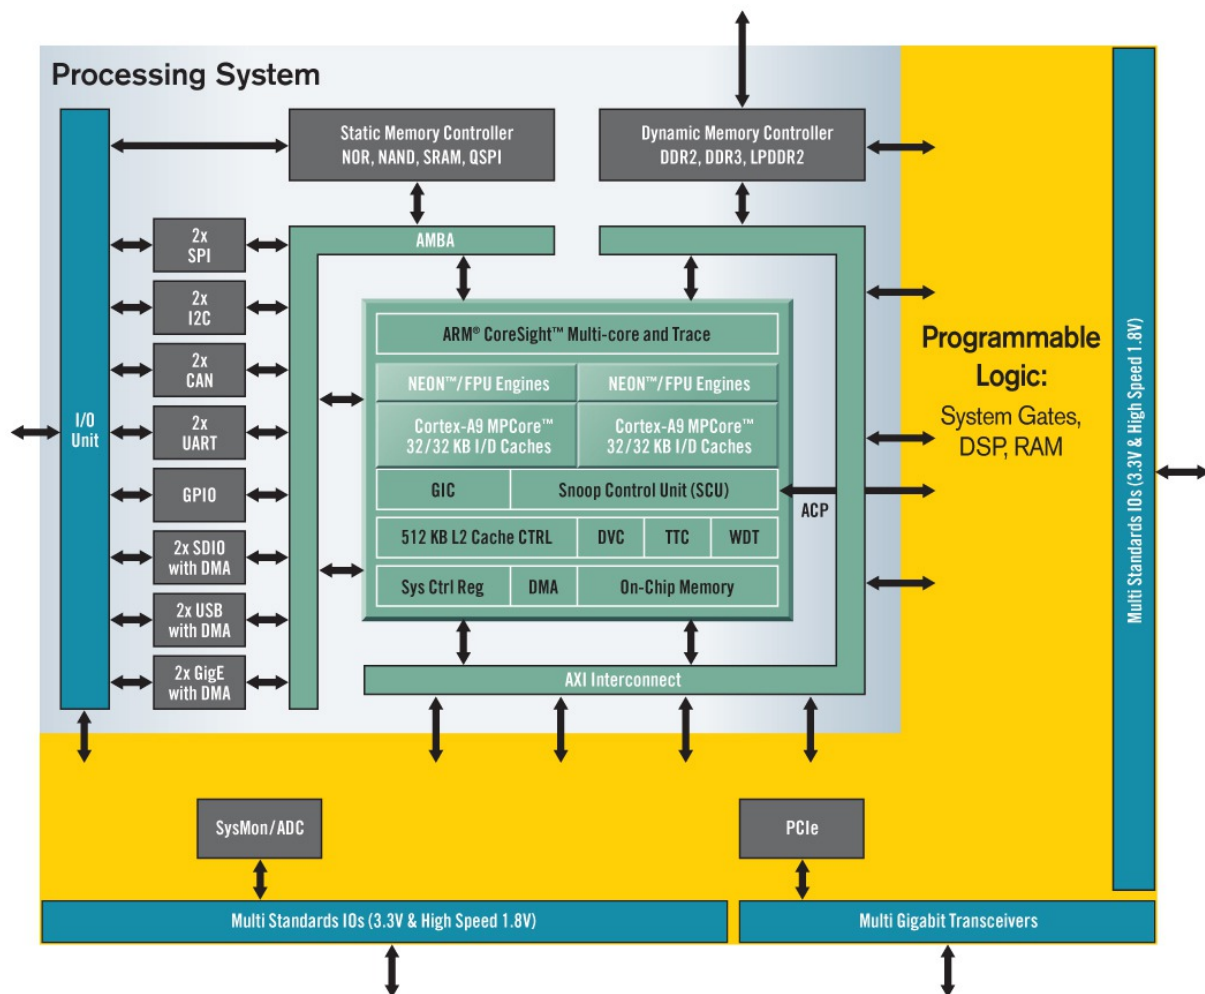 Processing System
Static Memory Controller
NOR, NAND, SRAM, QSPI
Dynamic Memory Controller
DDR2, DDR3, LPDDR2
AMBA
2x
SPI
2x
I2C
2x
CAN
2x
UART
GPIO
2x SDIO
with DMA
2x USB
with DMA
2x GigE
with DMA
I/O
Unit
ARM® CoreSight™ Multi-core and Trace
NEON™/FPU Engines
NEON™/FPU Engines
Cortex-A9 MPCore™
32/32 KB I/D Caches
Cortex-A9 MPCore™
32/32 KB I/D Caches
GIC
Snoop Control Unit (SCU)
ACP
512 KB L2 Cache CTRL
DVC
TTC
WDT
Sys Ctrl Reg
DMA
On-Chip Memory
AXI Interconnect
Programmable
Logic:
System Gates,
DSP, RAM
Multi Standards IOs (3.3V & High Speed 1.8V)
SysMon/ADC
PCIe
Multi Standards IOs (3.3V & High Speed 1.8V)
Multi Gigabit Transceivers